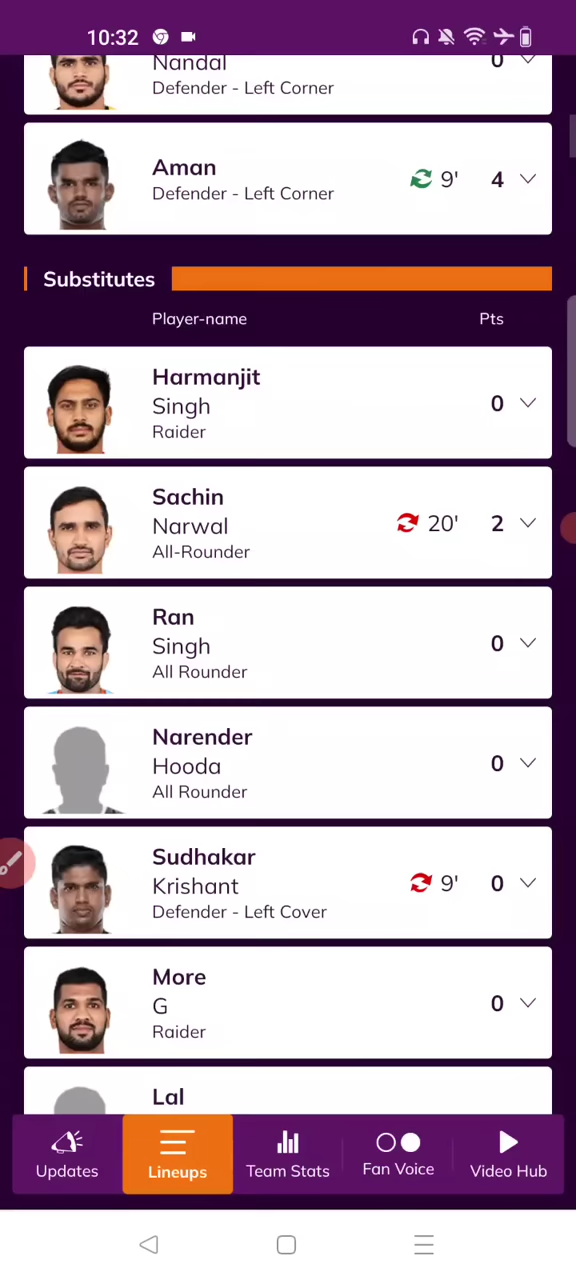 10:32
Nandal
0
Defender - Left Corner
Aman
9' 4
Defender - Left Corner
Substitutes
Player-name Pts
Harmanjit
Singh
0
Raider
Sachin
Narwal
20' 2
All-Rounder
Ran
Singh
0
All Rounder
Narender
Hooda
0
All Rounder
Sudhakar
Krishant
9' 0
Defender - Left Cover
More
G
0
Raider
Lal
Updates Lineups Team Stats Fan Voice Video Hub